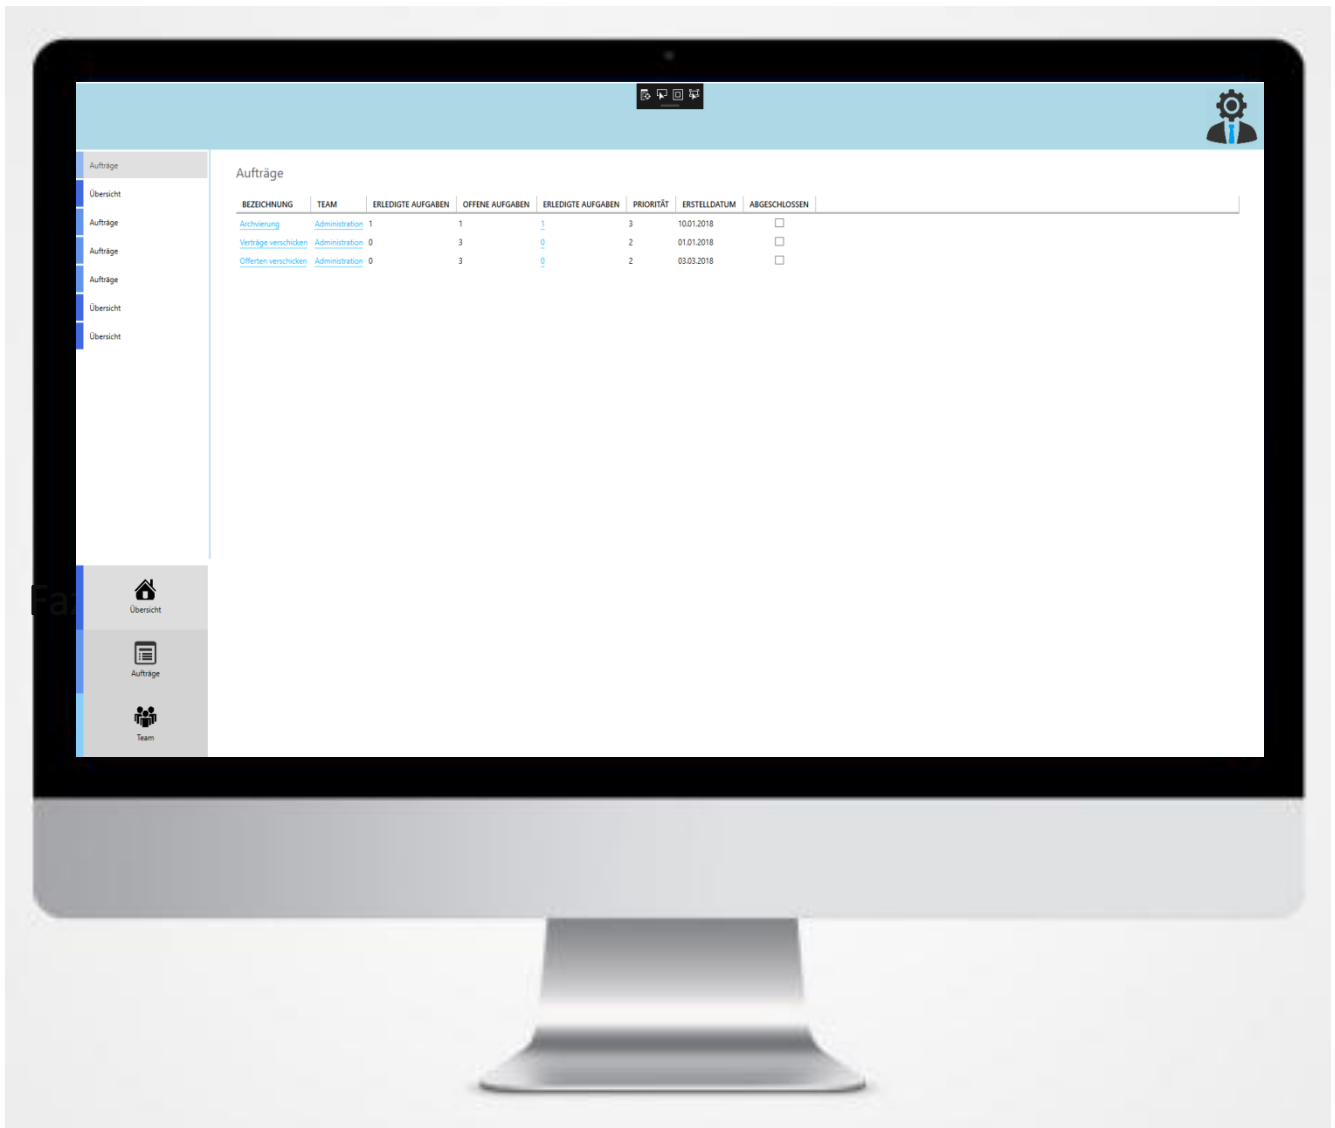 Aufträge
Übersicht
Aufträge
Aufträge
Aufträge
Übersicht
Übersicht
Aufträge
BEZEICHNUNG TEAM ERLEDIGTE AUFGABEN OFFENE AUFGABEN ERLEDIGTE AUFGABEN PRIORITÄT ERSTELLDATUM ABGESCHLOSSEN
Archvierung Administration 1 1 1 3 10.01.2018
Verträge verschicken Administration 0 3 0 2 01.01.2018
Offerten verschicken Administration 0 3 0 2 03.03.2018
Übersicht
Aufträge
Team